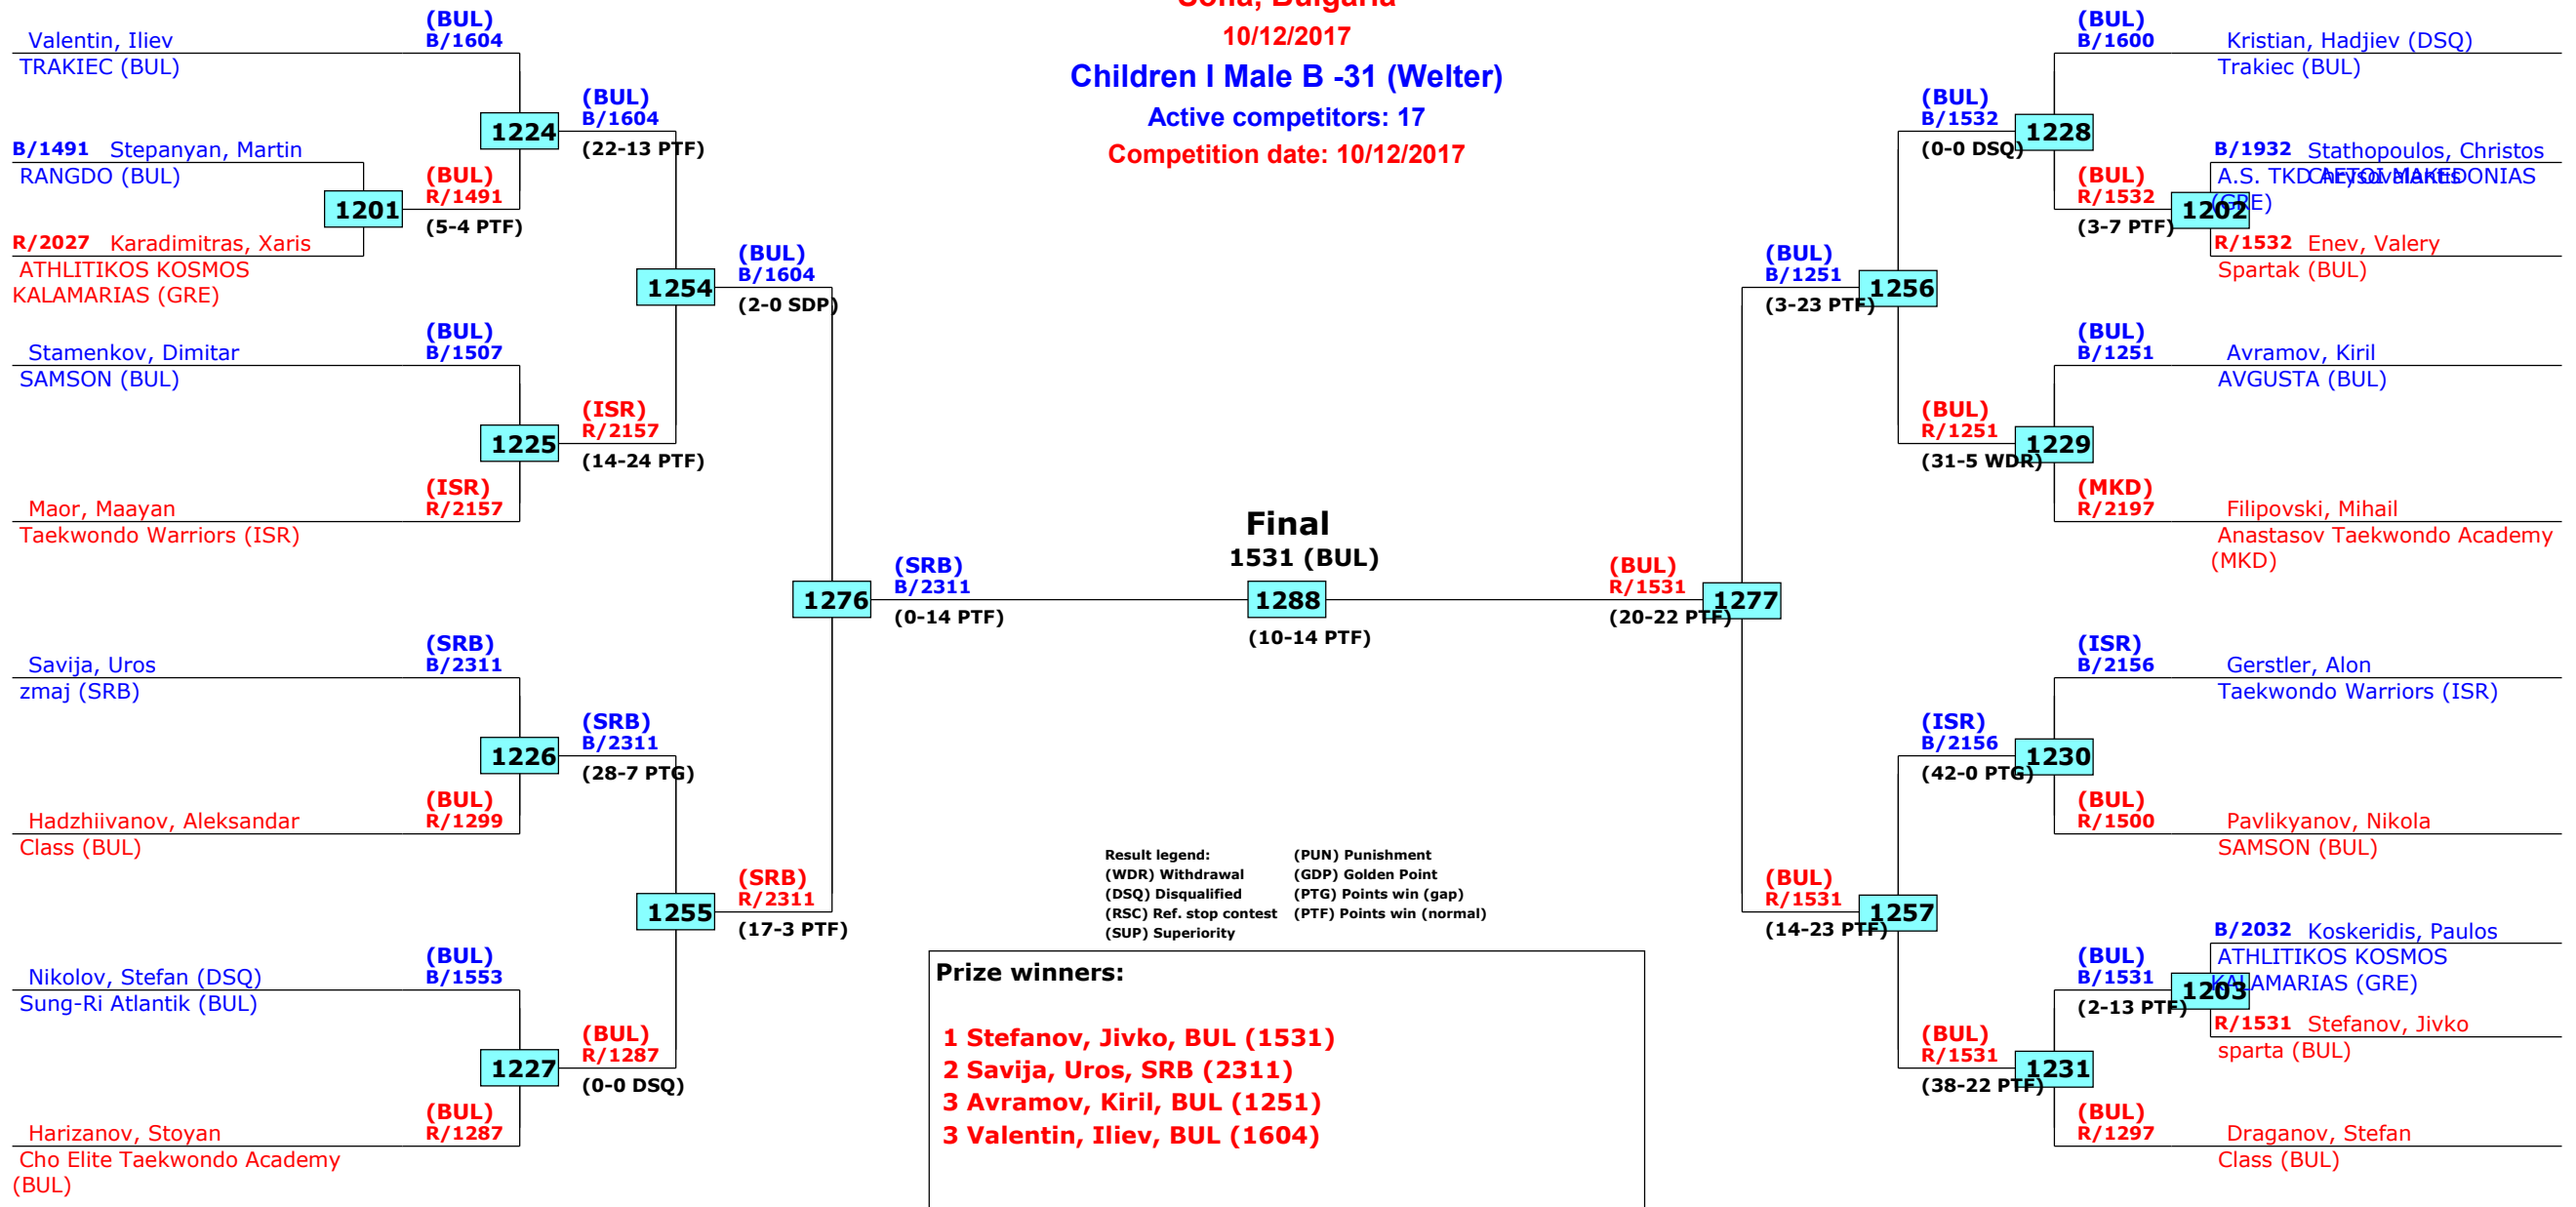 Sofia, Bulgaria
10/12/2017
Children I Male B -31 (Welter)
Active competitors: 17
Competition date: 10/12/2017
(BUL)
Valentin, Iliev B/1604
TRAKIEC (BUL)
(BUL)
B/1604
1224
(22-13 PTF)
B/1491 Stepanyan, Martin
RANGDO (BUL)
(BUL)
R/1491
1201
(5-4 PTF)
R/2027 Karadimitras, Xaris
ATHLITIKOS KOSMOS
KALAMARIAS (GRE)
(BUL)
B/1604
1254
(2-0 SDP)
(BUL)
Stamenkov, Dimitar B/1507
SAMSON (BUL)
(ISR)
R/2157
1225
(14-24 PTF)
(ISR)
Maor, Maayan R/2157
Taekwondo Warriors (ISR)
(SRB)
B/2311
1276
(0-14 PTF)
(SRB)
Savija, Uros B/2311
zmaj (SRB)
(SRB)
B/2311
1226
(28-7 PTG)
(BUL)
Hadzhiivanov, Aleksandar R/1299
Class (BUL)
(SRB)
R/2311
1255
(17-3 PTF)
(BUL)
Nikolov, Stefan (DSQ) B/1553
Sung-Ri Atlantik (BUL)
(BUL)
R/1287
1227
(0-0 DSQ)
(BUL)
Harizanov, Stoyan R/1287
Cho Elite Taekwondo Academy
(BUL)
Final
1531 (BUL)
1288
(10-14 PTF)
(BUL)
B/1600 Kristian, Hadjiev (DSQ)
Trakiec (BUL)
(BUL)
B/1532
1228
(0-0 DSQ)
B/1932 Stathopoulos, Christos
Chrysovalantis
A.S. TKD AETOI MAKEDONIAS
(GRE)
(BUL)
R/1532
1202
(3-7 PTF)
R/1532 Enev, Valery
Spartak (BUL)
(BUL)
B/1251
1256
(3-23 PTF)
(BUL)
B/1251 Avramov, Kiril
AVGUSTA (BUL)
(BUL)
R/1251
1229
(31-5 WDR)
(MKD)
R/2197 Filipovski, Mihail
Anastasov Taekwondo Academy
(MKD)
(BUL)
R/1531
1277
(20-22 PTF)
(ISR)
B/2156 Gerstler, Alon
Taekwondo Warriors (ISR)
(ISR)
B/2156
1230
(42-0 PTG)
(BUL)
R/1500 Pavlikyanov, Nikola
SAMSON (BUL)
(BUL)
R/1531
1257
(14-23 PTF)
B/2032 Koskeridis, Paulos
ATHLITIKOS KOSMOS
KALAMARIAS (GRE)
(BUL)
B/1531
1203
(2-13 PTF)
R/1531 Stefanov, Jivko
sparta (BUL)
(BUL)
R/1531
1231
(38-22 PTF)
(BUL)
R/1297 Draganov, Stefan
Class (BUL)
Result legend: (PUN) Punishment
(WDR) Withdrawal (GDP) Golden Point
(DSQ) Disqualified (PTG) Points win (gap)
(RSC) Ref. stop contest (PTF) Points win (normal)
(SUP) Superiority
Prize winners:
1 Stefanov, Jivko, BUL (1531)
2 Savija, Uros, SRB (2311)
3 Avramov, Kiril, BUL (1251)
3 Valentin, Iliev, BUL (1604)